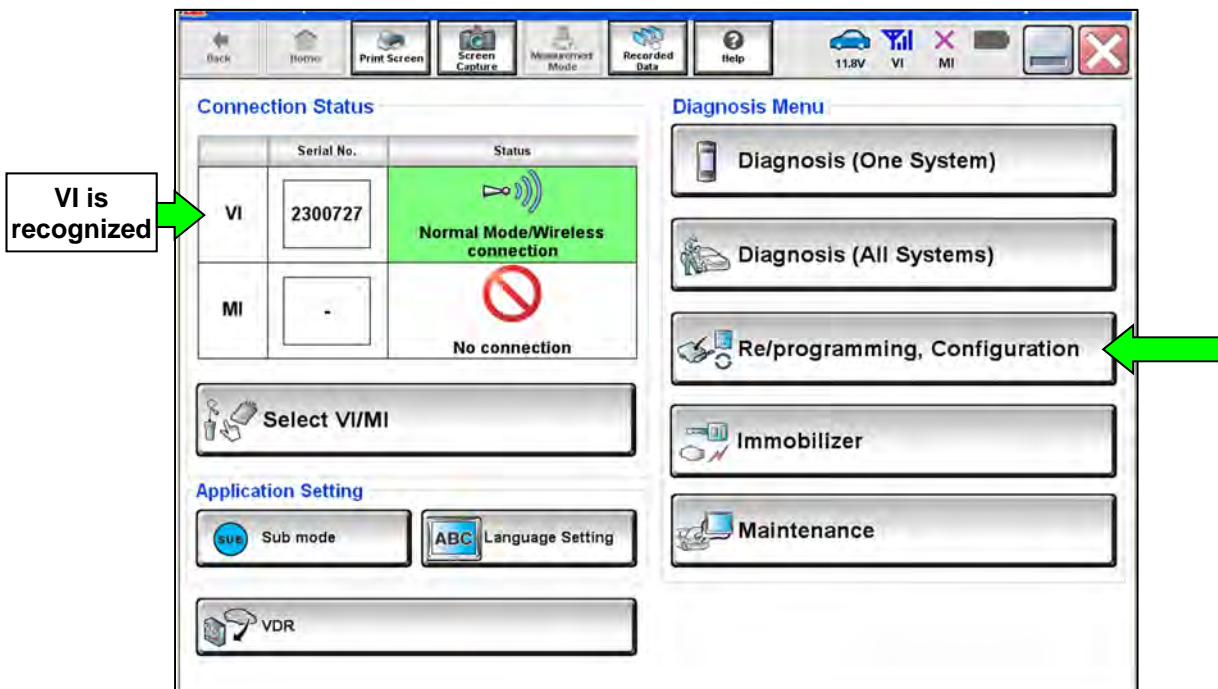 Back
Home
Print Screen
Screen
Capture
Measurement
Mode
Recorded
Data
Help
11.8V
VI
MI
Connection Status
Serial No.
Status
VI
2300727
Normal Mode/Wireless
connection
MI
-
No connection
Select VI/MI
Application Setting
SUB
Sub mode
ABC
Language Setting
VDR
Diagnosis Menu
Diagnosis (One System)
Diagnosis (All Systems)
Re/programming, Configuration
Immobilizer
Maintenance
VI is
recognized